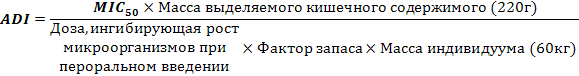 ADI = MIC₅₀ × Масса выделяемого кишечного содержимого (220г)
Доза,ингибирующая рост
микроорганизмов при × Фактор запаса × Масса индивидуума (60кг)
пероральном введении